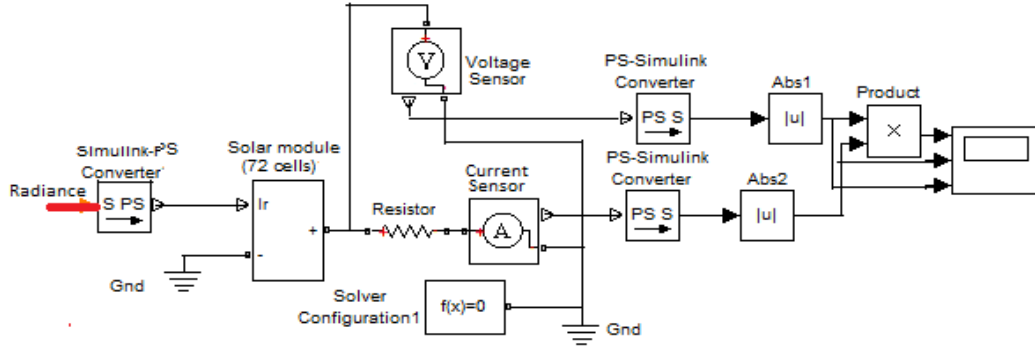 Voltage
Sensor
V
PS-Simulink
Converter
PS S
Abs1
|u|
Product
×
Simulink-PS
Converter
Radiance
S PS
Solar module
(72 cells)
Ir
+
-
Resistor
Current
Sensor
A
PS-Simulink
Converter
PS S
Abs2
|u|
Gnd
Solver
Configuration1
f(x)=0
Gnd